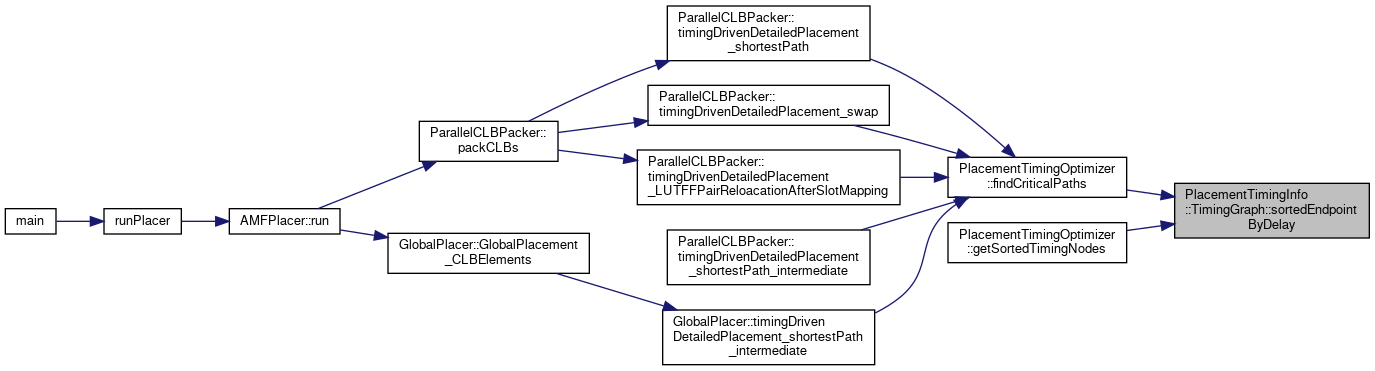 main
runPlacer
AMFPlacer::run
ParallelCLBPacker::
packCLBs
GlobalPlacer::GlobalPlacement
_CLBElements
ParallelCLBPacker::
timingDrivenDetailedPlacement
_shortestPath
ParallelCLBPacker::
timingDrivenDetailedPlacement_swap
ParallelCLBPacker::
timingDrivenDetailedPlacement
_LUTFFPairReloacationAfterSlotMapping
ParallelCLBPacker::
timingDrivenDetailedPlacement
_shortestPath_intermediate
GlobalPlacer::timingDriven
DetailedPlacement_shortestPath
_intermediate
PlacementTimingOptimizer
::findCriticalPaths
PlacementTimingOptimizer
::getSortedTimingNodes
PlacementTimingInfo
::TimingGraph::sortedEndpoint
ByDelay